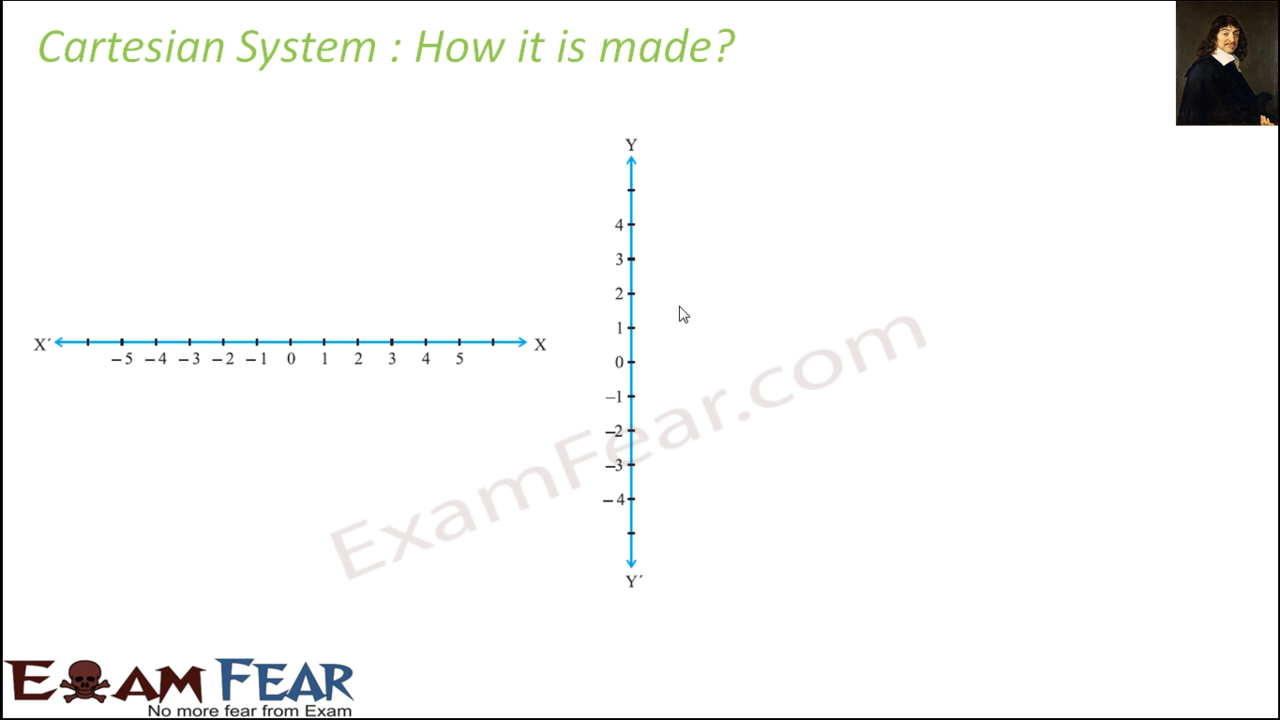 Cartesian System : How it is made?
Y
4
3
2
1
0
−1
−2
−3
−4
Y´
X´
X
−5 −4 −3 −2 −1 0 1 2 3 4 5
ExamFear.com
EXAM FEAR
No more fear from Exam